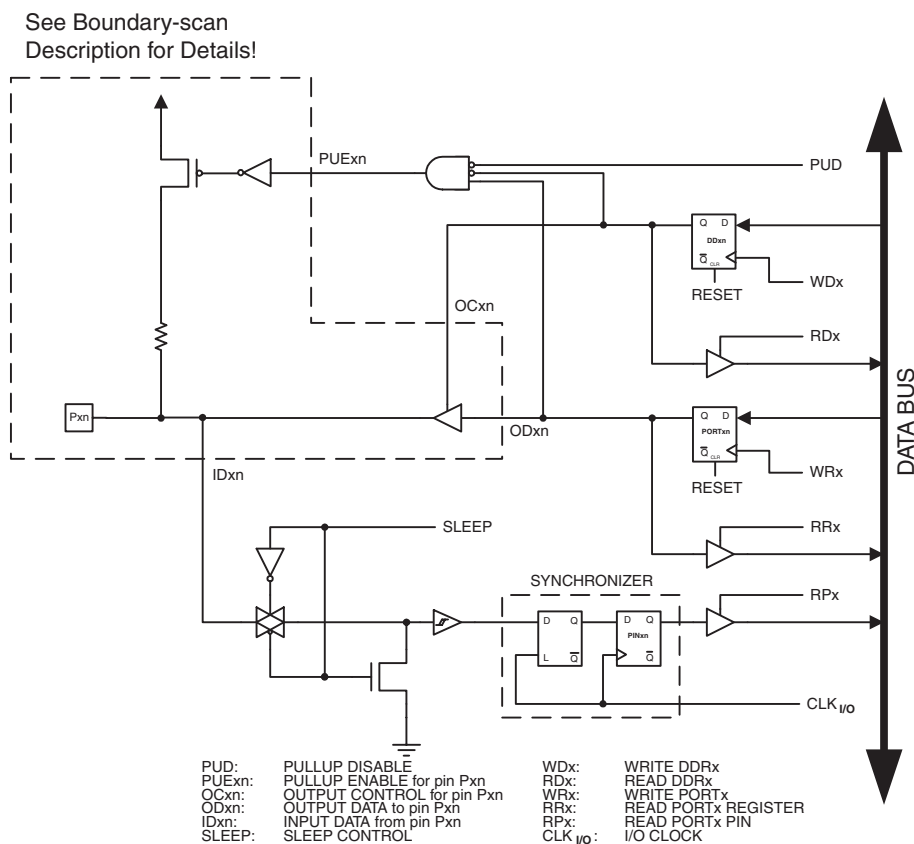 See Boundary-scan
Description for Details!
PUExn
PUD
Q D
DDxn
Q CLR
WDx
RESET
OCxn
RDx
Pxn
ODxn
Q D
PORTxn
Q CLR
WRx
RESET
IDxn
SLEEP
RRx
SYNCHRONIZER
RPx
D Q
L Q
D Q
PINxn
Q
CLK I/O
DATA BUS
PUD: PULLUP DISABLE
PUExn: PULLUP ENABLE for pin Pxn
OCxn: OUTPUT CONTROL for pin Pxn
ODxn: OUTPUT DATA to pin Pxn
IDxn: INPUT DATA from pin Pxn
SLEEP: SLEEP CONTROL
WDx: WRITE DDRx
RDx: READ DDRx
WRx: WRITE PORTx
RRx: READ PORTx REGISTER
RPx: READ PORTx PIN
CLK I/O: I/O CLOCK